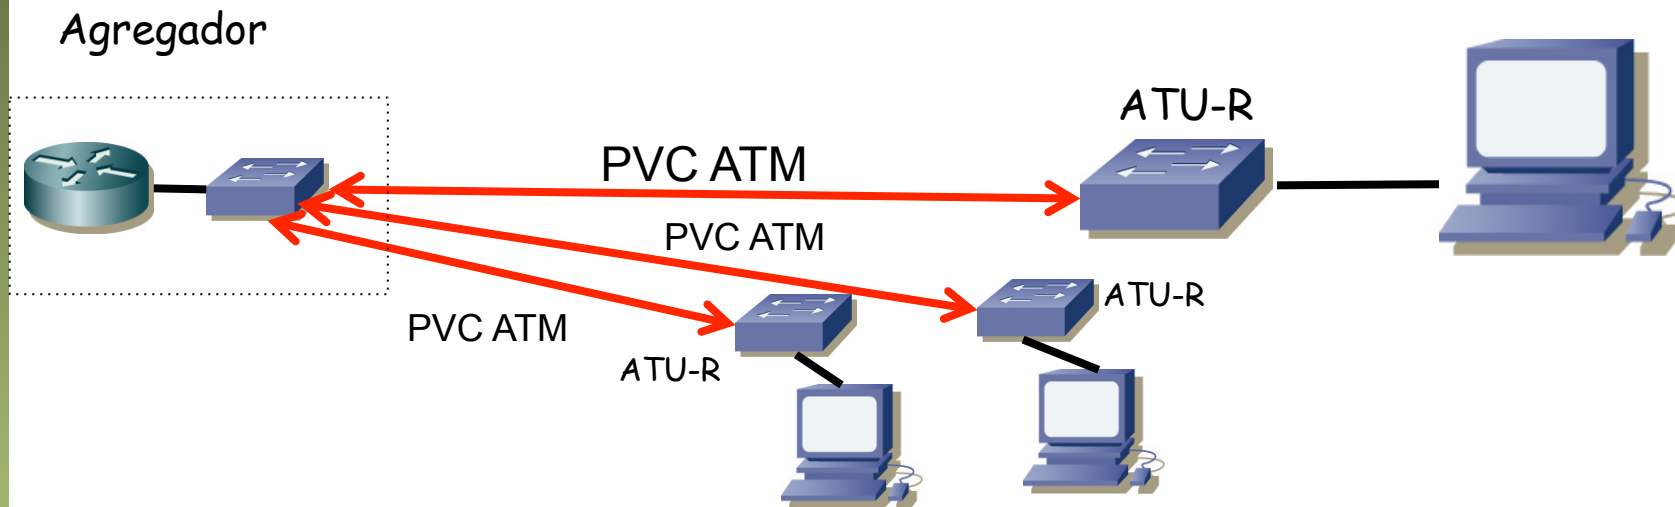 Agregador
ATU-R
PVC ATM
PVC ATM
ATU-R
PVC ATM
ATU-R